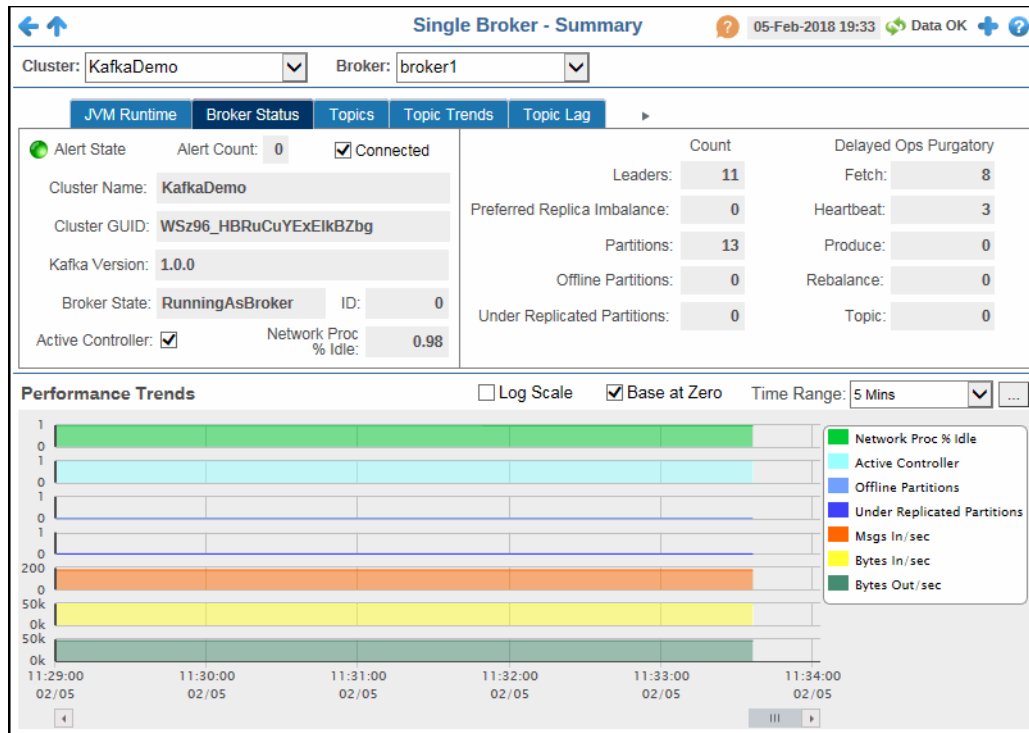 Single Broker - Summary ? 05-Feb-2018 19:33 Data OK ?
Cluster: KafkaDemo Broker: broker1
JVM Runtime Broker Status Topics Topic Trends Topic Lag
Alert State Alert Count: 0 Connected
Cluster Name: KafkaDemo
Cluster GUID: WSz96_HBRuCuYExElkBZbg
Kafka Version: 1.0.0
Broker State: RunningAsBroker ID: 0
Active Controller: Network Proc % Idle: 0.98
Count Delayed Ops Purgatory
Leaders: 11 Fetch: 8
Preferred Replica Imbalance: 0 Heartbeat: 3
Partitions: 13 Produce: 0
Offline Partitions: 0 Rebalance: 0
Under Replicated Partitions: 0 Topic: 0
Performance Trends Log Scale Base at Zero Time Range: 5 Mins ...
1
0
1
0
1
0
1
0
200
0
50k
0k
50k
0k
11:29:00 11:30:00 11:31:00 11:32:00 11:33:00 11:34:00
02/05 02/05 02/05 02/05 02/05 02/05
Network Proc % Idle
Active Controller
Offline Partitions
Under Replicated Partitions
Msgs In/sec
Bytes In/sec
Bytes Out/sec